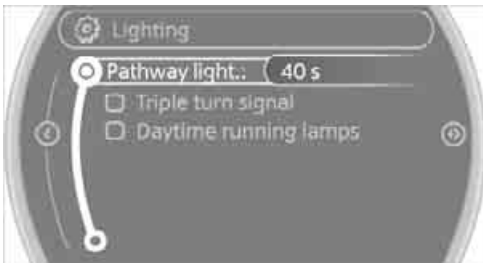 Lighting
Pathway light.. 40 s
Triple turn signal
Daytime running lamps